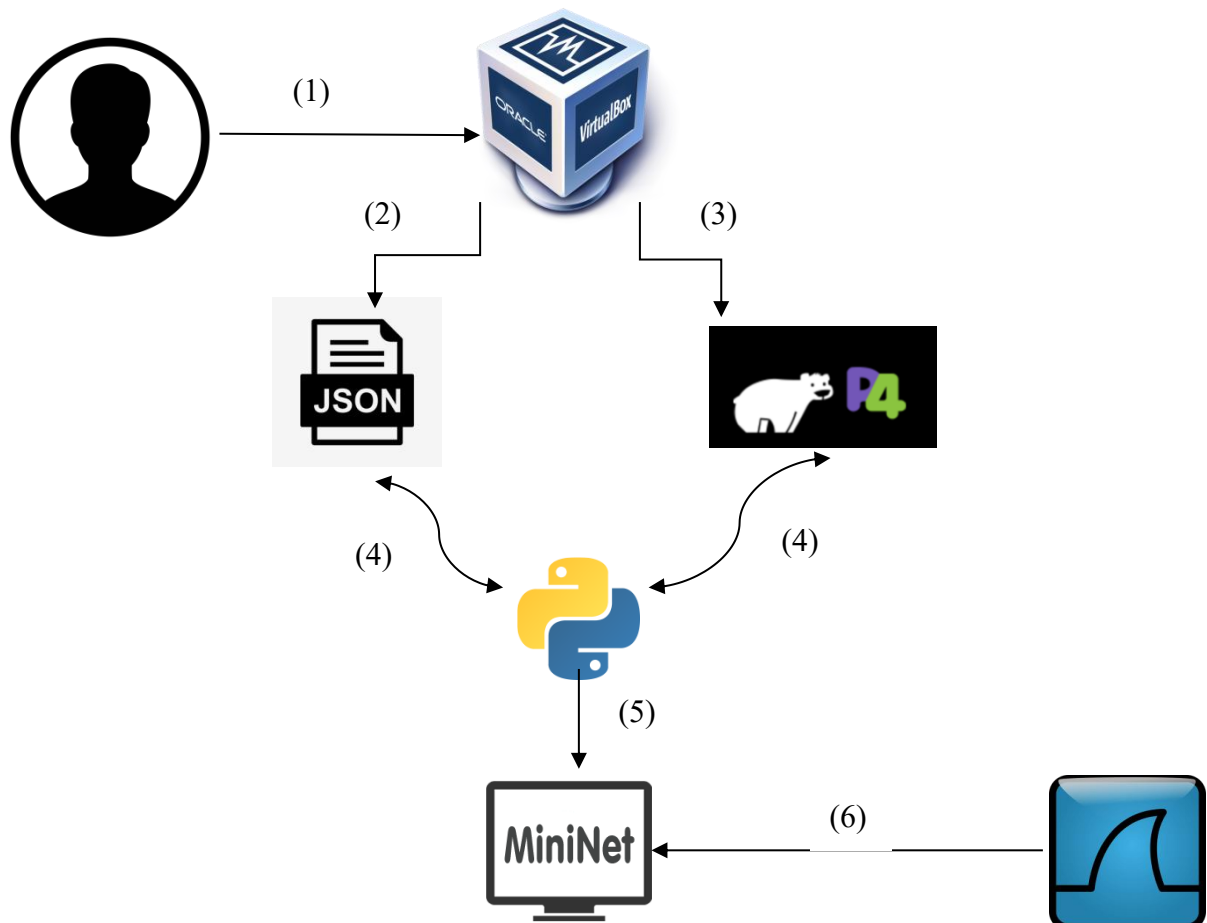 (1)
ORACLE
VirtualBox
(2)
(3)
JSON
P4
(4)
(4)
(5)
MiniNet
(6)